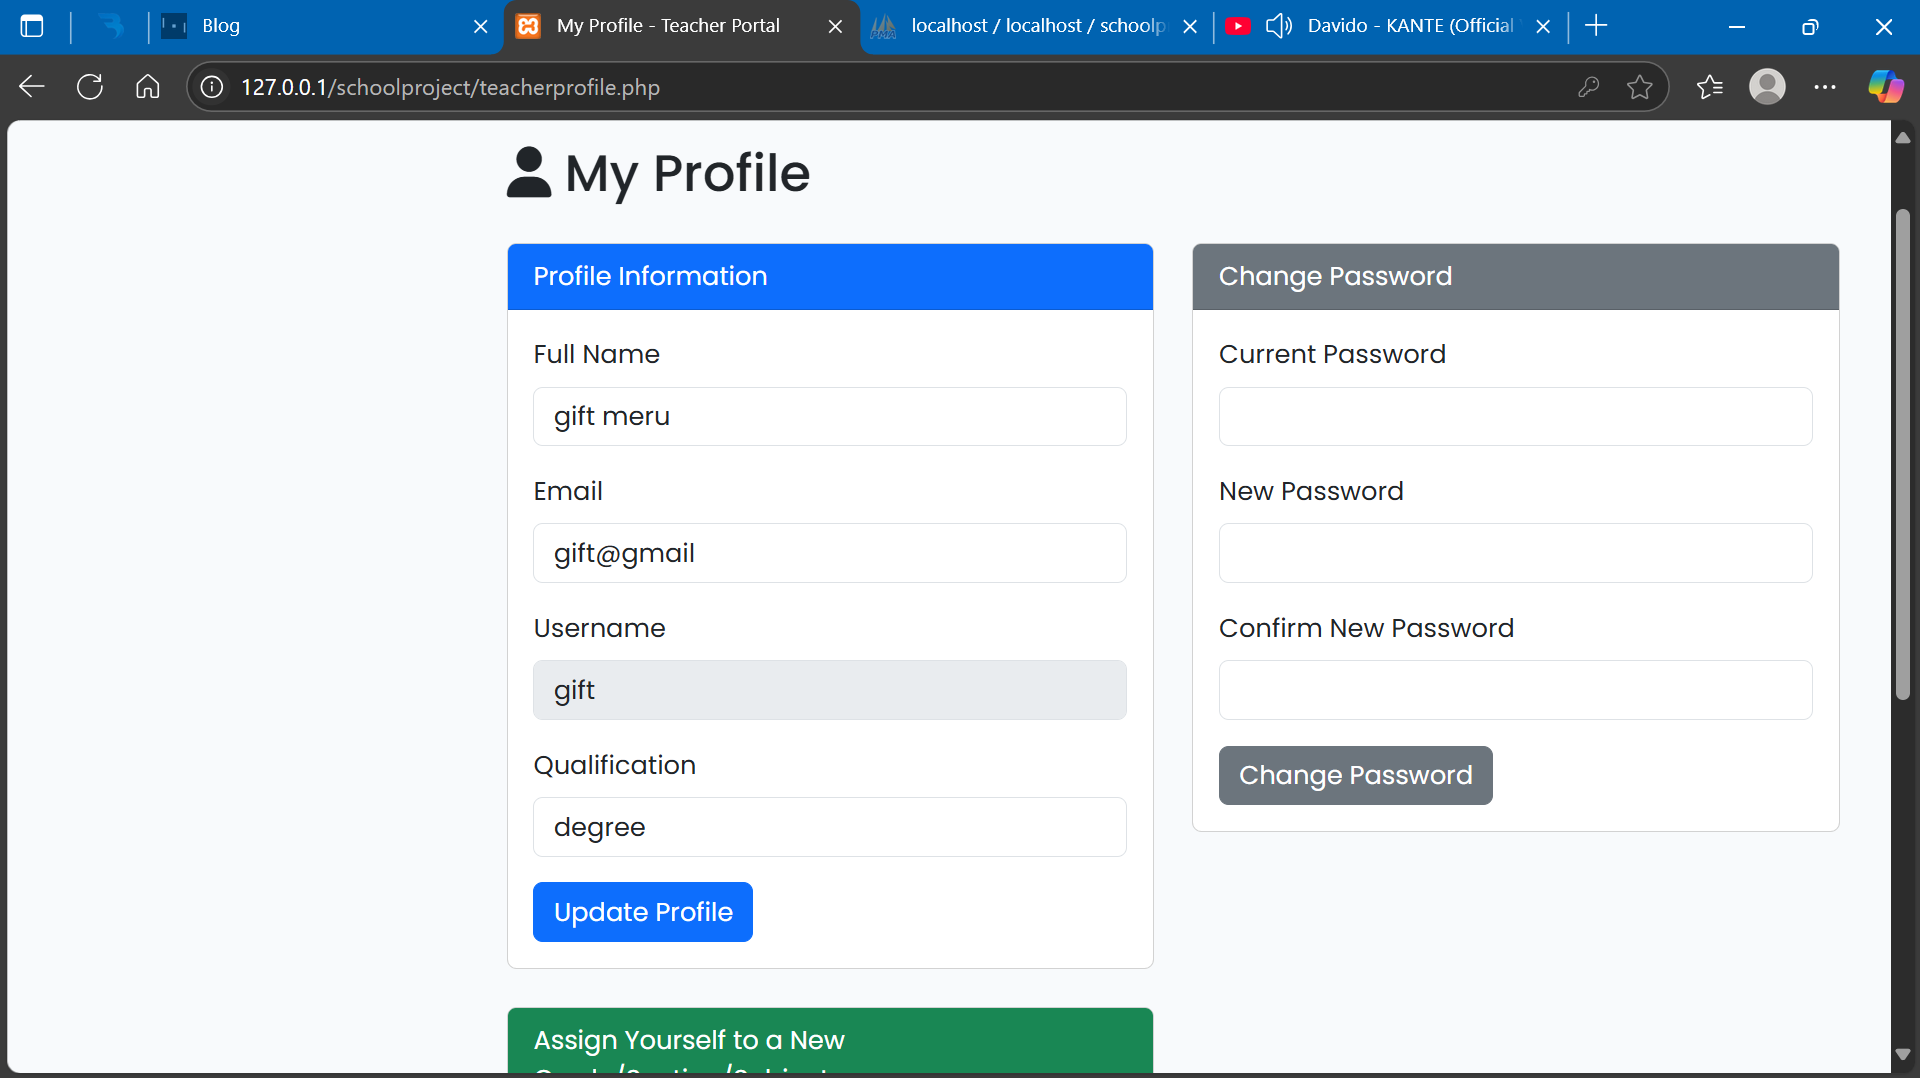 Blog
My Profile - Teacher Portal
localhost / localhost / schoolp
Davido - KANTE (Official
127.0.0.1/schoolproject/teacherprofile.php
My Profile
Profile Information
Full Name
gift meru
Email
gift@gmail
Username
gift
Qualification
degree
Update Profile
Change Password
Current Password
New Password
Confirm New Password
Change Password
Assign Yourself to a New